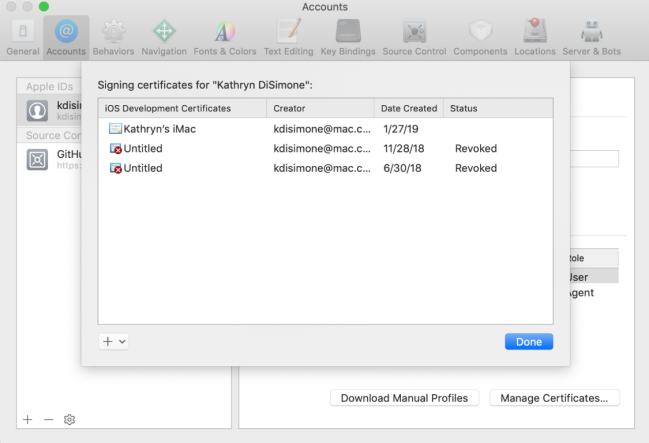 Accounts
General Accounts Behaviors Navigation Fonts & Colors Text Editing Key Bindings Source Control Components Locations Server & Bots
Apple IDs
kdisi
kdisim
Source Con
GitHu
https:
Signing certificates for "Kathryn DiSimone":
iOS Development Certificates Creator Date Created Status
Kathryn's iMac kdisimone@mac.c... 1/27/19
Untitled kdisimone@mac.c... 11/28/18 Revoked
Untitled kdisimone@mac.c... 6/30/18 Revoked
Role
User
Agent
Done
Download Manual Profiles Manage Certificates...